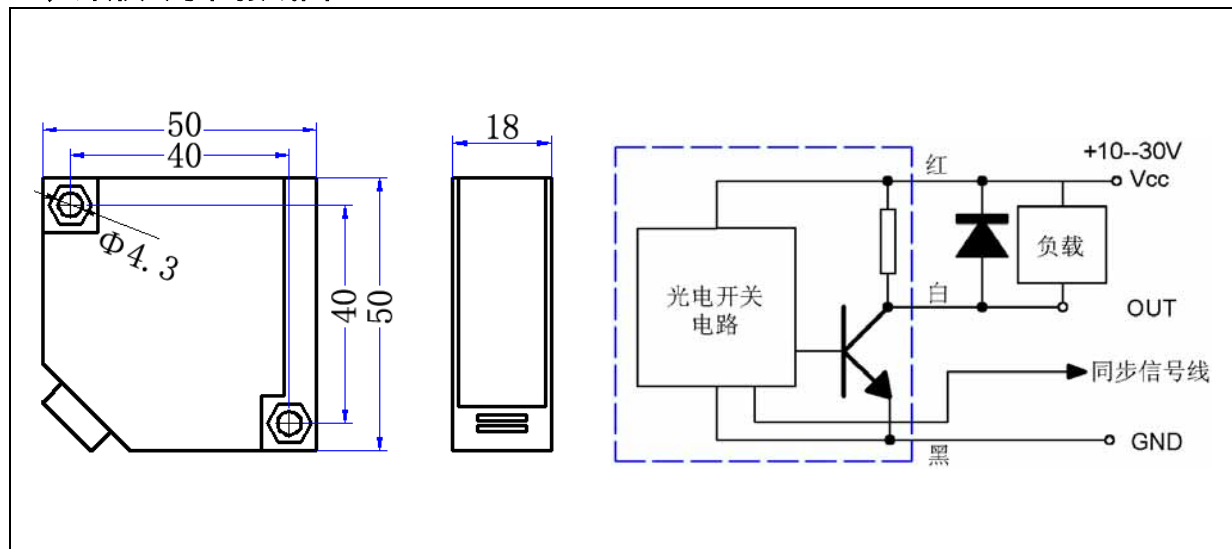 50
40
Φ4.3
40
50
18
+10--30V
红
Vcc
负载
光电开关
电路
白
OUT
同步信号线
GND
黑